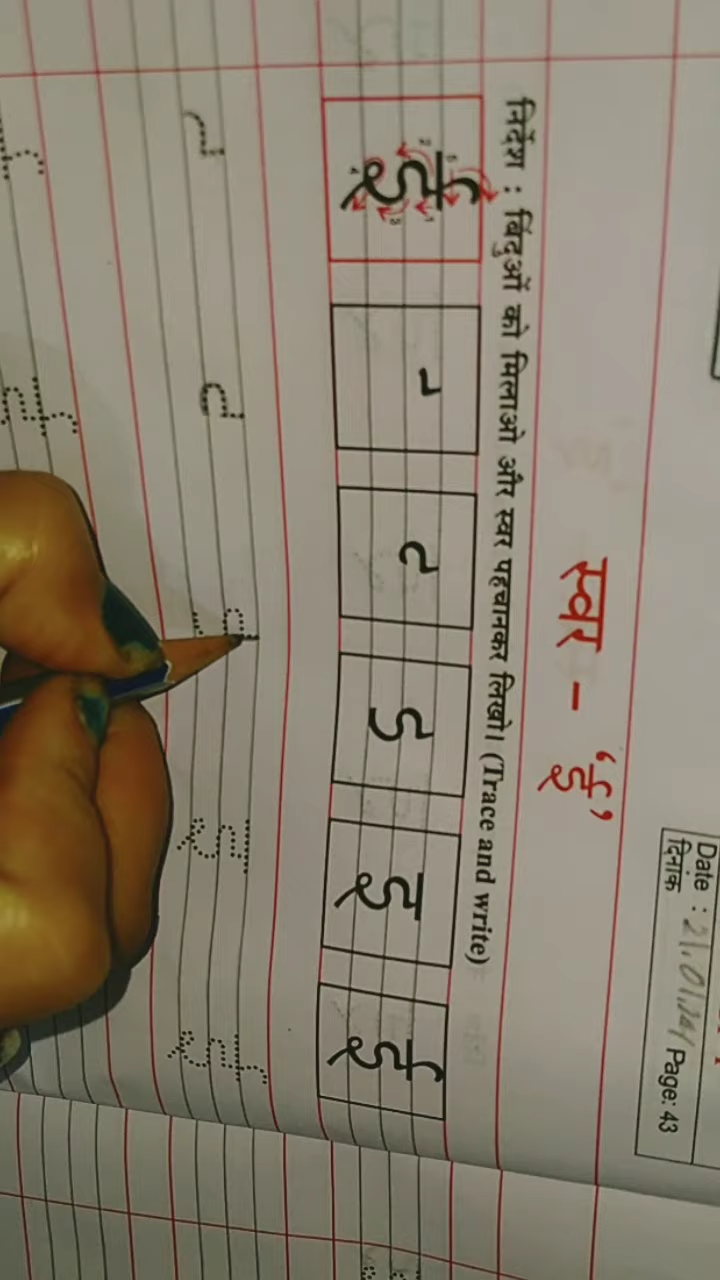 Date : 21.01.24 Page: 43
दिनांक
स्वर - 'ई'
निर्देश : बिंदुओं को मिलाओ और स्वर पहचानकर लिखो। (Trace and write)
ई इ ई